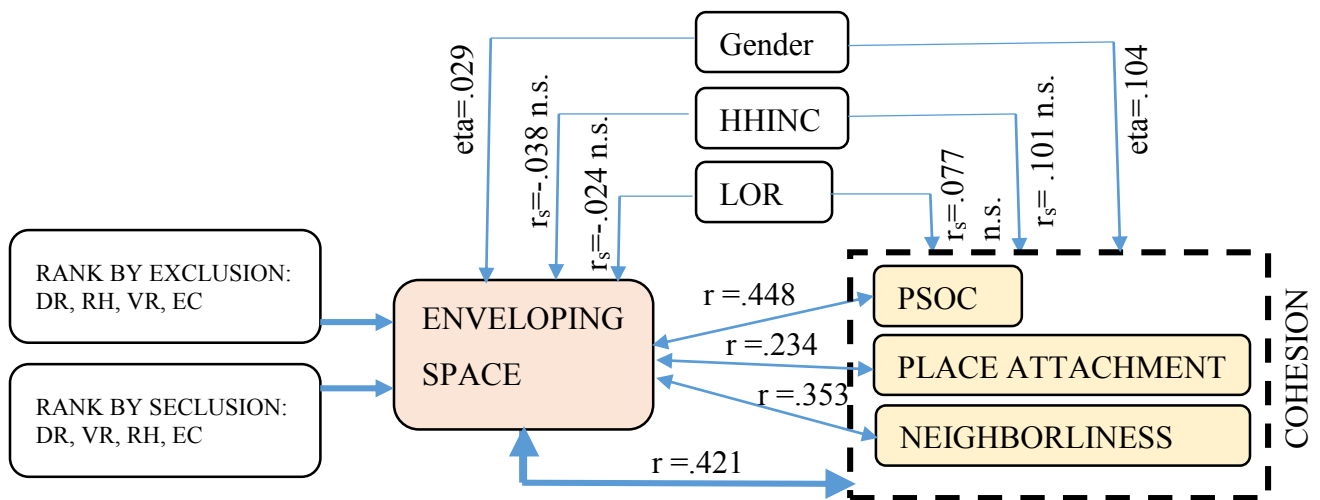 Gender
HHINC
LOR
eta=.029
rs=-.038 n.s.
rs=-.024 n.s.
rs=.077
n.s.
rs= .101 n.s.
eta=.104
RANK BY EXCLUSION:
DR, RH, VR, EC
RANK BY SECLUSION:
DR, VR, RH, EC
ENVELOPING
SPACE
r =.448
r =.234
r =.353
r =.421
PSOC
PLACE ATTACHMENT
NEIGHBORLINESS
COHESION